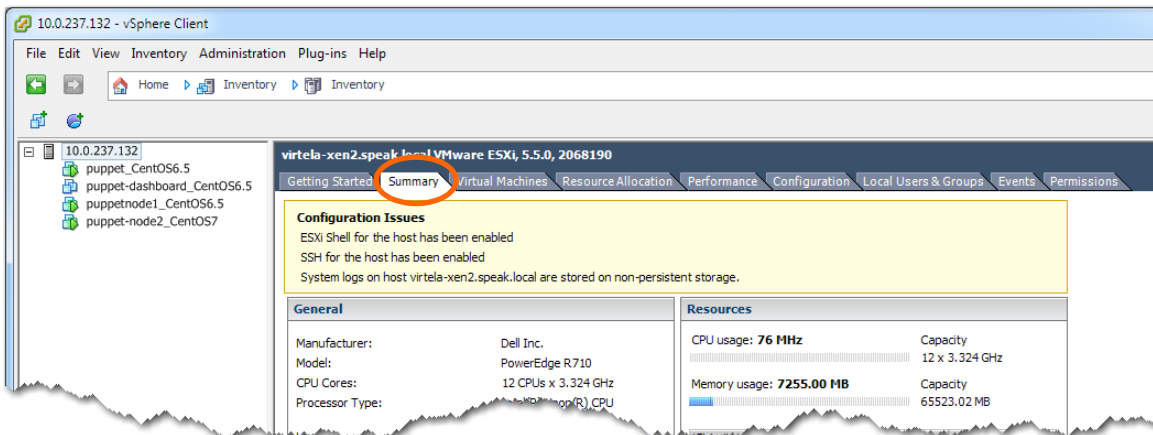 10.0.237.132 - vSphere Client
File Edit View Inventory Administration Plug-ins Help
Home Inventory Inventory
10.0.237.132
puppet_CentOS6.5
puppet-dashboard_CentOS6.5
puppetnode1_CentOS6.5
puppet-node2_CentOS7
virtela-xen2.speak.local VMware ESXi, 5.5.0, 2068190
Getting Started Summary Virtual Machines Resource Allocation Performance Configuration Local Users & Groups Events Permissions
Configuration Issues
ESXi Shell for the host has been enabled
SSH for the host has been enabled
System logs on host virtela-xen2.speak.local are stored on non-persistent storage.
General
Manufacturer: Dell Inc.
Model: PowerEdge R710
CPU Cores: 12 CPUs x 3.324 GHz
Processor Type: CPU
Resources
CPU usage: 76 MHz Capacity
12 x 3.324 GHz
Memory usage: 7255.00 MB Capacity
65523.02 MB